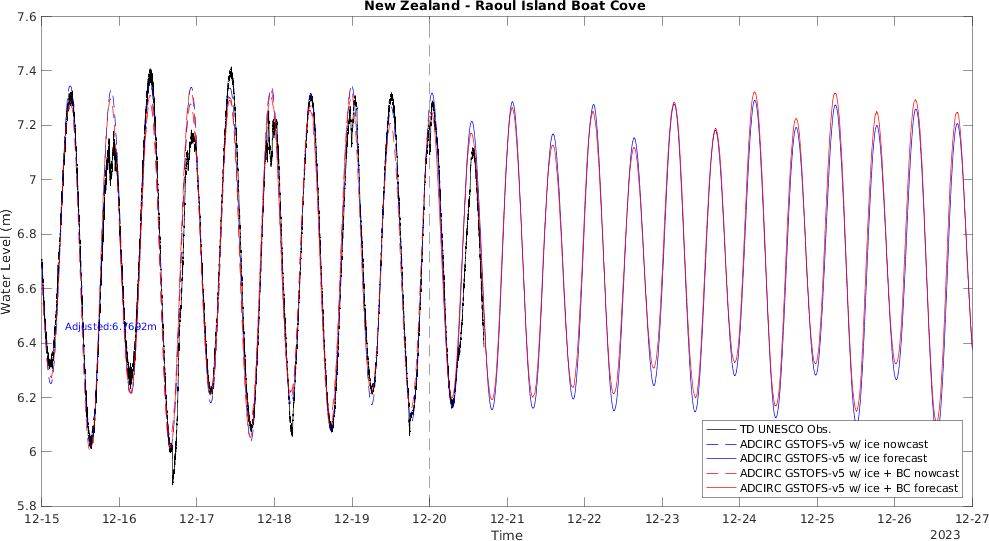 New Zealand - Raoul Island Boat Cove
7.6
7.4
7.2
7
6.8
6.6
6.4
6.2
6
5.8
Water Level (m)
Adjusted:6.7692m
TD UNESCO Obs.
ADCIRC GSTOFS-v5 w/ ice nowcast
ADCIRC GSTOFS-v5 w/ ice forecast
ADCIRC GSTOFS-v5 w/ ice + BC nowcast
ADCIRC GSTOFS-v5 w/ ice + BC forecast
12-15 12-16 12-17 12-18 12-19 12-20 12-21 12-22 12-23 12-24 12-25 12-26 12-27
Time
2023